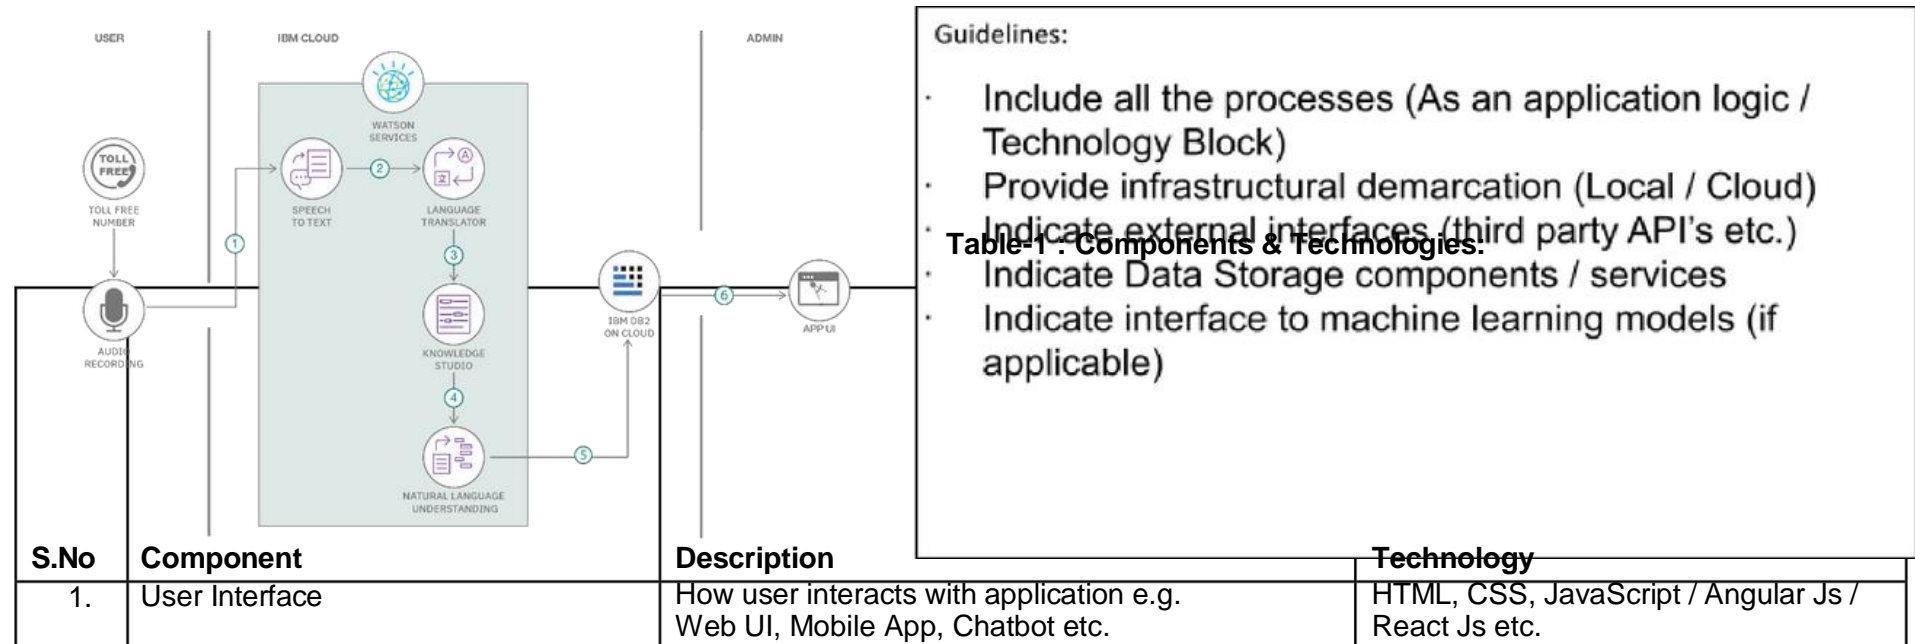 USER
IBM CLOUD
ADMIN
WATSON
SERVICES
TOLL
FREE
TOLL FREE
NUMBER
1
SPEECH
TO TEXT
2
LANGUAGE
TRANSLATOR
3
AUDIO
RECORDING
KNOWLEDGE
STUDIO
4
NATURAL LANGUAGE
UNDERSTANDING
5
IBM DB2
ON CLOUD
6
APP UI
Guidelines:
· Include all the processes (As an application logic /
Technology Block)
· Provide infrastructural demarcation (Local / Cloud)
· Indicate external interfaces (third party API's etc.)
Table-1 : Components & Technologies:
· Indicate Data Storage components / services
· Indicate interface to machine learning models (if
applicable)
S.No Component Description Technology
1. User Interface How user interacts with application e.g. HTML, CSS, JavaScript / Angular Js /
Web UI, Mobile App, Chatbot etc. React Js etc.